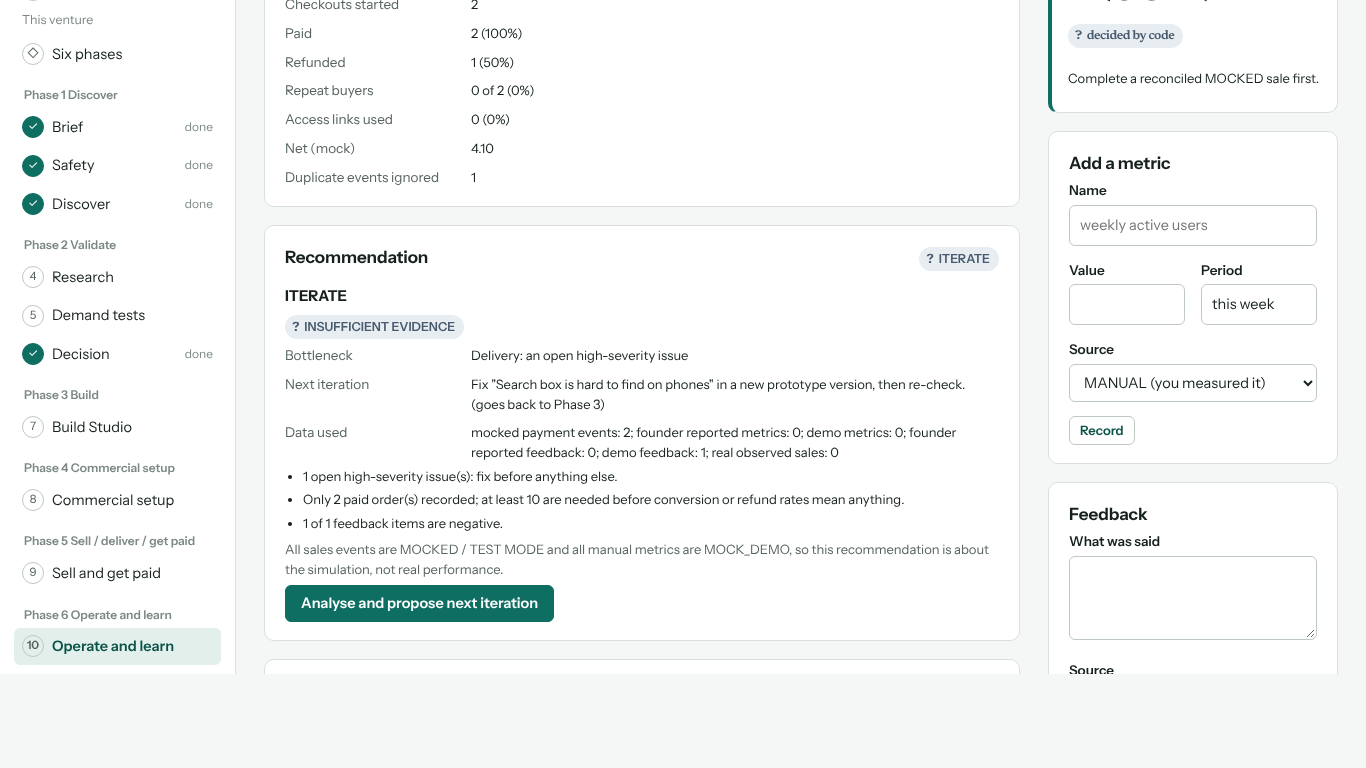 This venture
Six phases
Phase 1 Discover
Brief done
Safety done
Discover done
Phase 2 Validate
4 Research
5 Demand tests
Decision done
Phase 3 Build
7 Build Studio
Phase 4 Commercial setup
8 Commercial setup
Phase 5 Sell / deliver / get paid
9 Sell and get paid
Phase 6 Operate and learn
10 Operate and learn
Checkouts started 2
Paid 2 (100%)
Refunded 1 (50%)
Repeat buyers 0 of 2 (0%)
Access links used 0 (0%)
Net (mock) 4.10
Duplicate events ignored 1
Recommendation ? ITERATE
ITERATE
? INSUFFICIENT EVIDENCE
Bottleneck Delivery: an open high-severity issue
Next iteration Fix "Search box is hard to find on phones" in a new prototype version, then re-check.
(goes back to Phase 3)
Data used mocked payment events: 2; founder reported metrics: 0; demo metrics: 0; founder
reported feedback: 0; demo feedback: 1; real observed sales: 0
• 1 open high-severity issue(s): fix before anything else.
• Only 2 paid order(s) recorded; at least 10 are needed before conversion or refund rates mean anything.
• 1 of 1 feedback items are negative.
All sales events are MOCKED / TEST MODE and all manual metrics are MOCK_DEMO, so this recommendation is about
the simulation, not real performance.
Analyse and propose next iteration
? decided by code
Complete a reconciled MOCKED sale first.
Add a metric
Name
weekly active users
Value Period
this week
Source
MANUAL (you measured it)
Record
Feedback
What was said
Source